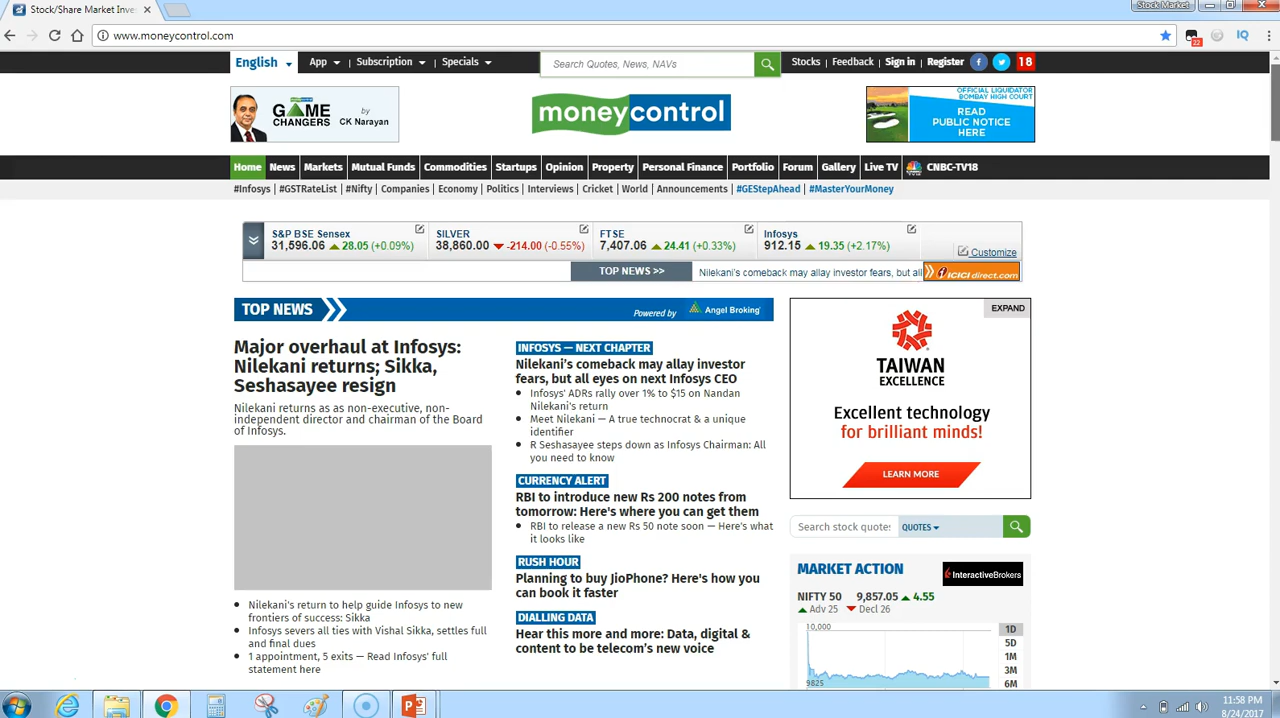 Stock/Share Market Inve
Stock Market
www.moneycontrol.com
22
IQ
English
App
Subscription
Specials
Search Quotes, News, NAVs
Stocks
Feedback
Sign in
Register
18
GAME CHANGERS
by
CK Narayan
moneycontrol
OFFICIAL LIQUIDATOR
BOMBAY HIGH COURT
READ
PUBLIC NOTICE
HERE
Home
News
Markets
Mutual Funds
Commodities
Startups
Opinion
Property
Personal Finance
Portfolio
Forum
Gallery
Live TV
CNBC-TV18
#Infosys
#GSTRateList
#Nifty
Companies
Economy
Politics
Interviews
Cricket
World
Announcements
#GEStepAhead
#MasterYourMoney
S&P BSE Sensex
31,596.06 28.05 (+0.09%)
SILVER
38,860.00 -214.00 (-0.55%)
FTSE
7,407.06 24.41 (+0.33%)
Infosys
912.15 19.35 (+2.17%)
Customize
TOP NEWS >>
Nilekani's comeback may allay investor fears, but all
ICICI direct.com
TOP NEWS
Powered by
Angel Broking
Major overhaul at Infosys:
Nilekani returns; Sikka,
Seshasayee resign
Nilekani returns as as non-executive, non-
independent director and chairman of the Board
of Infosys.
Nilekani's return to help guide Infosys to new
frontiers of success: Sikka
Infosys severs all ties with Vishal Sikka, settles full
and final dues
1 appointment, 5 exits — Read Infosys' full
statement here
INFOSYS — NEXT CHAPTER
Nilekani's comeback may allay investor
fears, but all eyes on next Infosys CEO
Infosys' ADRs rally over 1% to $15 on Nandan
Nilekani's return
Meet Nilekani — A true technocrat & a unique
identifier
R Seshasayee steps down as Infosys Chairman: All
you need to know
CURRENCY ALERT
RBI to introduce new Rs 200 notes from
tomorrow: Here's where you can get them
RBI to release a new Rs 50 note soon — Here's what
it looks like
RUSH HOUR
Planning to buy JioPhone? Here's how you
can book it faster
DIALLING DATA
Hear this more and more: Data, digital &
content to be telecom's new voice
EXPAND
TAIWAN
EXCELLENCE
Excellent technology
for brilliant minds!
LEARN MORE
Search stock quote:
QUOTES
MARKET ACTION
InteractiveBrokers
NIFTY 50
9,857.05 4.55
Adv 25
Decl 26
10,000
9825
1D
5D
1M
3M
6M
11:58 PM
8/24/2017